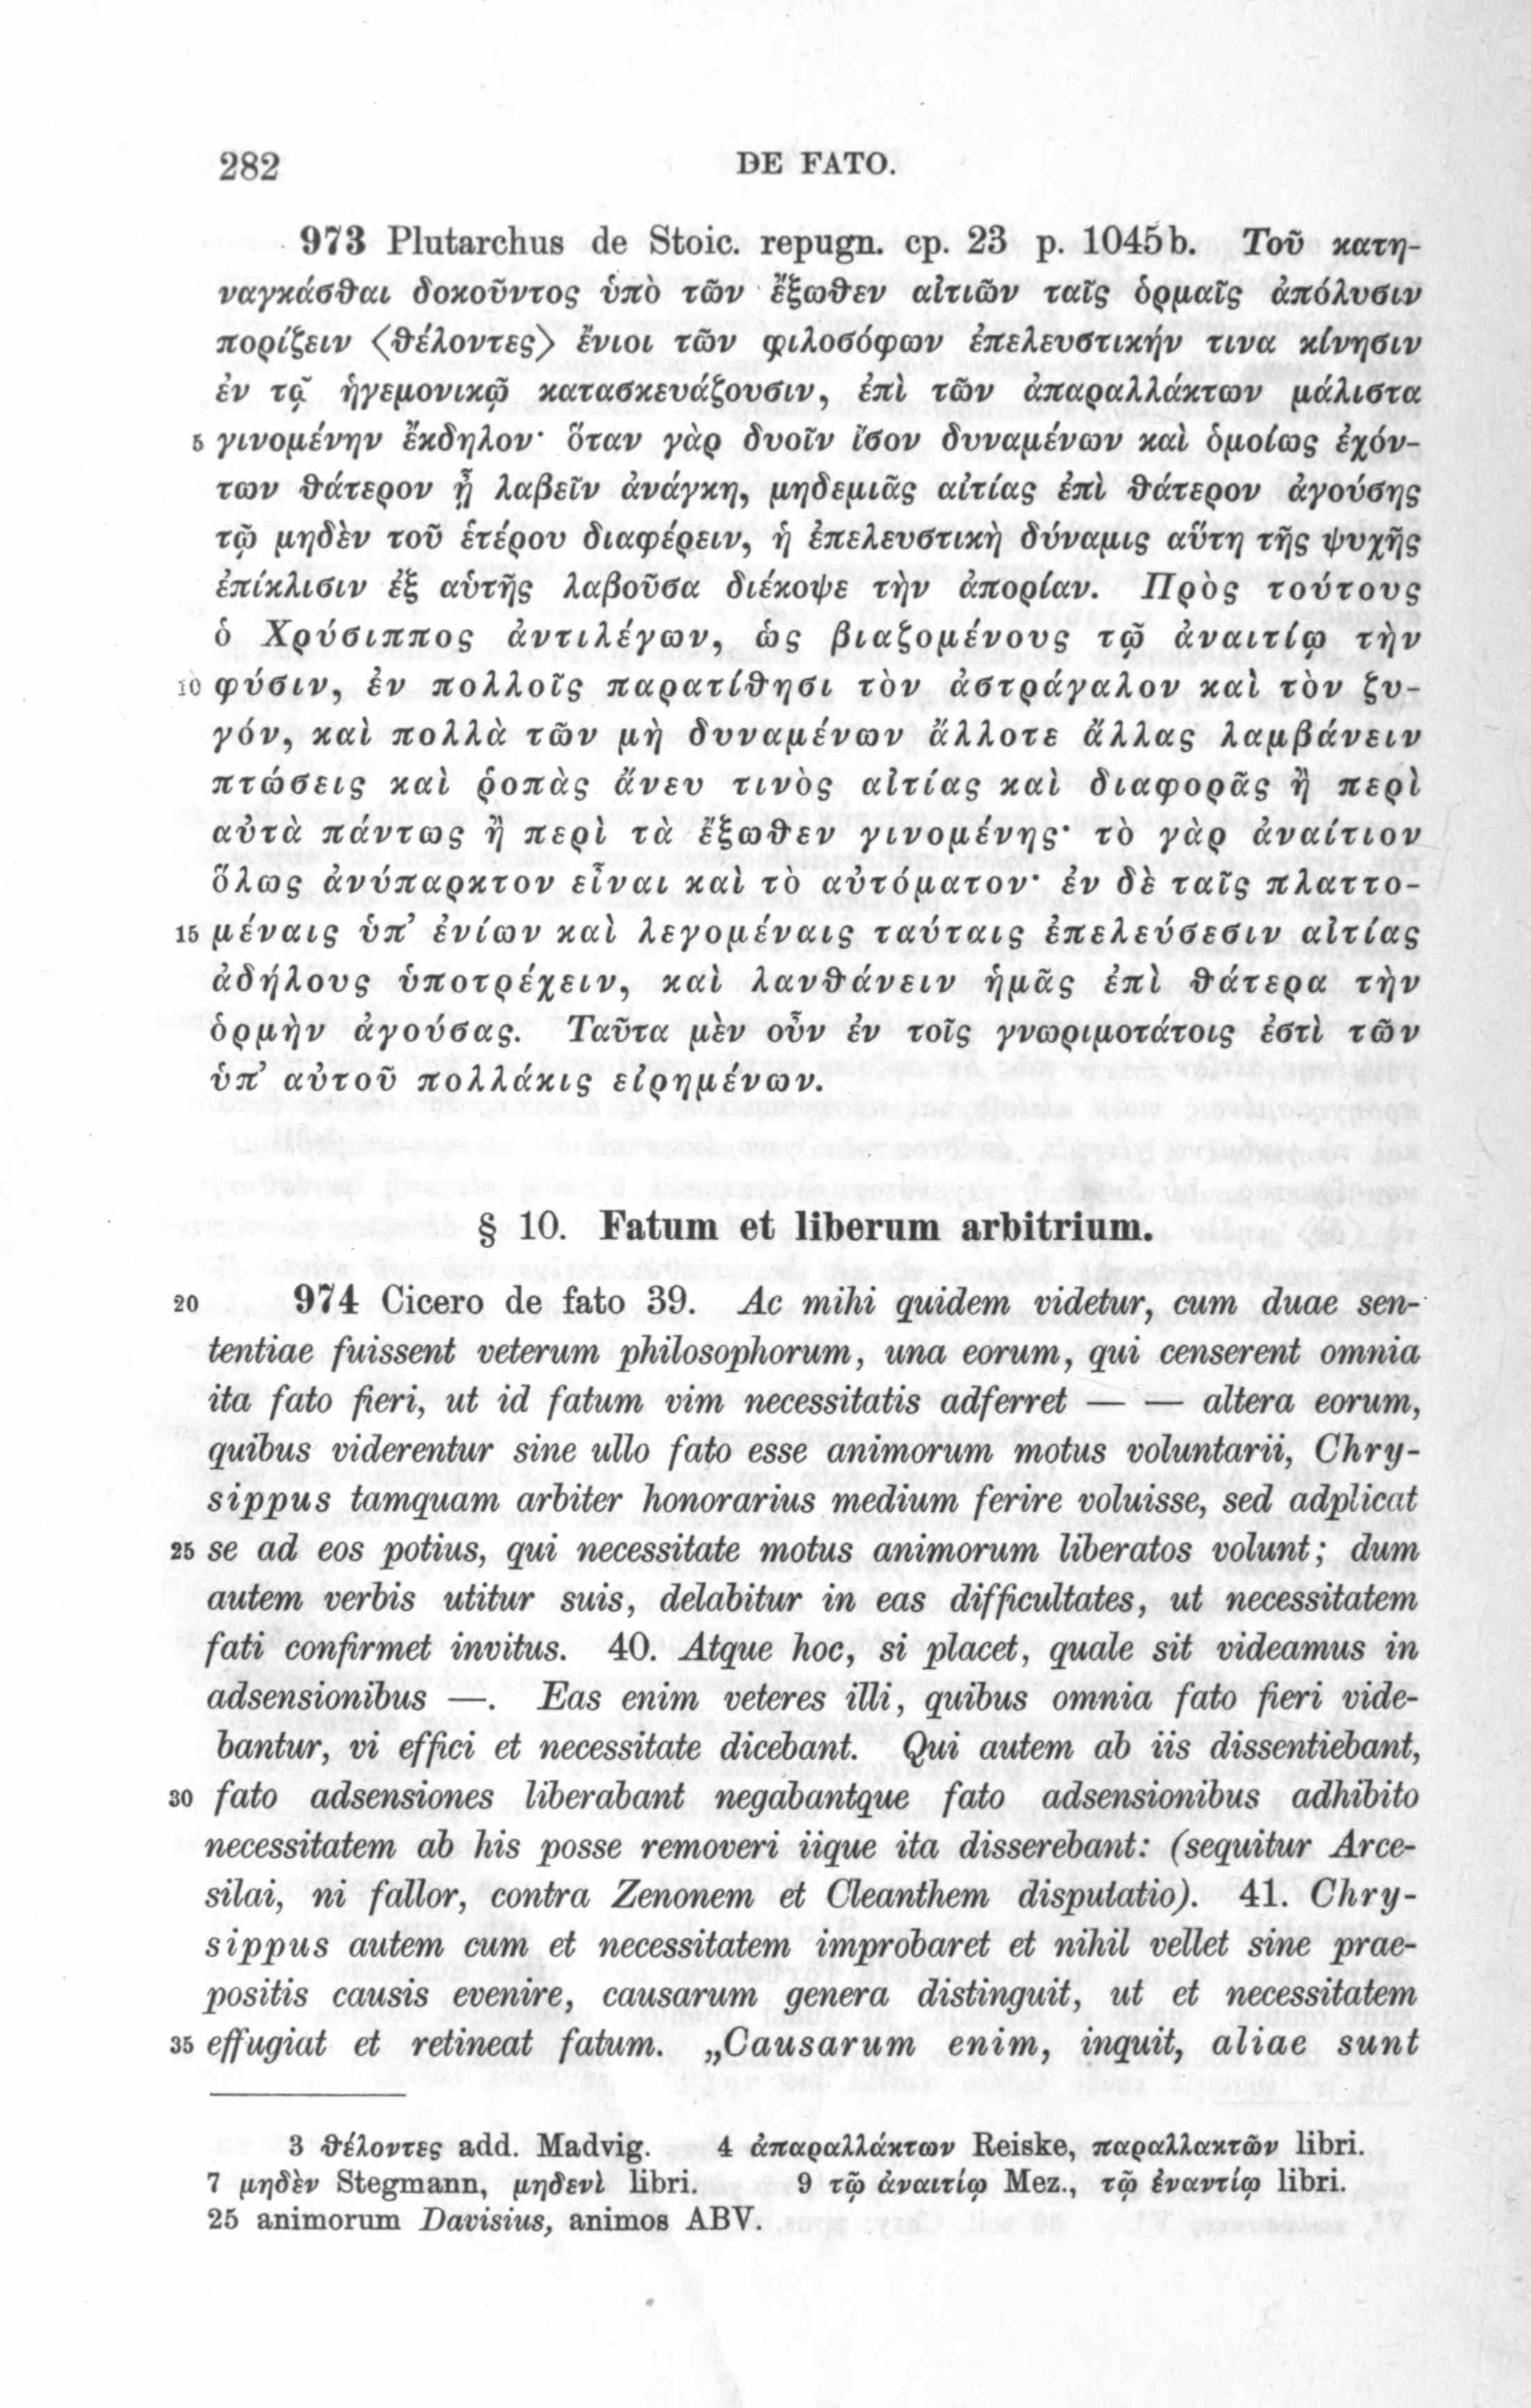 282 DE FATO.
973 Plutarchus de Stoic. repugn. cp. 23 p. 1045b. Τοῦ κατη-
ναγκάσθαι δοκοῦντος ὑπὸ τῶν ἔξωθεν αἰτιῶν ταῖς ὁρμαῖς ἀπόλυσιν
πορίζειν ⟨θέλοντες⟩ ἔνιοι τῶν φιλοσόφων ἐπελευστικήν τινα κίνησιν
ἐν τῷ ἡγεμονικῷ κατασκευάζουσιν, ἐπὶ τῶν ἀπαραλλάκτων μάλιστα
5 γινομένην ἔκδηλον· ὅταν γὰρ δυοῖν ἴσον δυναμένων καὶ ὁμοίως ἐχόν-
των θάτερον ᾖ λαβεῖν ἀνάγκη, μηδεμιᾶς αἰτίας ἐπὶ θάτερον ἀγούσης
τῷ μηδὲν τοῦ ἑτέρου διαφέρειν, ἡ ἐπελευστικὴ δύναμις αὕτη τῆς ψυχῆς
ἐπίκλισιν ἐξ αὑτῆς λαβοῦσα διέκοψε τὴν ἀπορίαν. Πρὸς τούτους
ὁ Χρύσιππος ἀντιλέγων, ὡς βιαζομένους τῷ ἀναιτίῳ τὴν
10 φύσιν, ἐν πολλοῖς παρατίθησι τὸν ἀστράγαλον καὶ τὸν ζυ-
γόν, καὶ πολλὰ τῶν μὴ δυναμένων ἄλλοτε ἄλλας λαμβάνειν
πτώσεις καὶ ῥοπὰς ἄνευ τινὸς αἰτίας καὶ διαφορᾶς ἢ περὶ
αὐτὰ πάντως ἢ περὶ τὰ ἔξωθεν γινομένης· τὸ γὰρ ἀναίτιον
ὅλως ἀνύπαρκτον εἶναι καὶ τὸ αὐτόματον· ἐν δὲ ταῖς πλαττο-
15 μέναις ὑπ’ ἐνίων καὶ λεγομέναις ταύταις ἐπελεύσεσιν αἰτίας
ἀδήλους ὑποτρέχειν, καὶ λανθάνειν ἡμᾶς ἐπὶ θάτερα τὴν
ὁρμὴν ἀγούσας. Ταῦτα μὲν οὖν ἐν τοῖς γνωριμοτάτοις ἐστὶ τῶν
ὑπ’ αὐτοῦ πολλάκις εἰρημένων.
§ 10. Fatum et liberum arbitrium.
20 974 Cicero de fato 39. Ac mihi quidem videtur, cum duae sen-
tentiae fuissent veterum philosophorum, una eorum, qui censerent omnia
ita fato fieri, ut id fatum vim necessitatis adferret — — altera eorum,
quibus viderentur sine ullo fato esse animorum motus voluntarii, Chry-
sippus tamquam arbiter honorarius medium ferire voluisse, sed adplicat
25 se ad eos potius, qui necessitate motus animorum liberatos volunt; dum
autem verbis utitur suis, delabitur in eas difficultates, ut necessitatem
fati confirmet invitus. 40. Atque hoc, si placet, quale sit videamus in
adsensionibus —. Eas enim veteres illi, quibus omnia fato fieri vide-
bantur, vi effici et necessitate dicebant. Qui autem ab iis dissentiebant,
30 fato adsensiones liberabant negabantque fato adsensionibus adhibito
necessitatem ab his posse removeri iique ita disserebant: (sequitur Arce-
silai, ni fallor, contra Zenonem et Cleanthem disputatio). 41. Chry-
sippus autem cum et necessitatem improbaret et nihil vellet sine prae-
positis causis evenire, causarum genera distinguit, ut et necessitatem
35 effugiat et retineat fatum. „Causarum enim, inquit, aliae sunt
3 θέλοντες add. Madvig. 4 ἀπαραλλάκτων Reiske, παραλλακτῶν libri.
7 μηδὲν Stegmann, μηδενὶ libri. 9 τῷ ἀναιτίῳ Mez., τῷ ἐναντίῳ libri.
25 animorum Davisius, animos ABV.